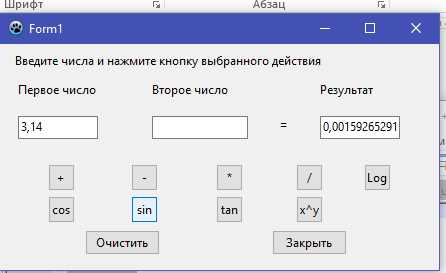 Шрифт Абзац
Form1
Введите числа и нажмите кнопку выбранного действия
Первое число Второе число Результат
3,14 = 0,00159265291
+ - * / Log
cos sin tan x^y
Очистить Закрыть